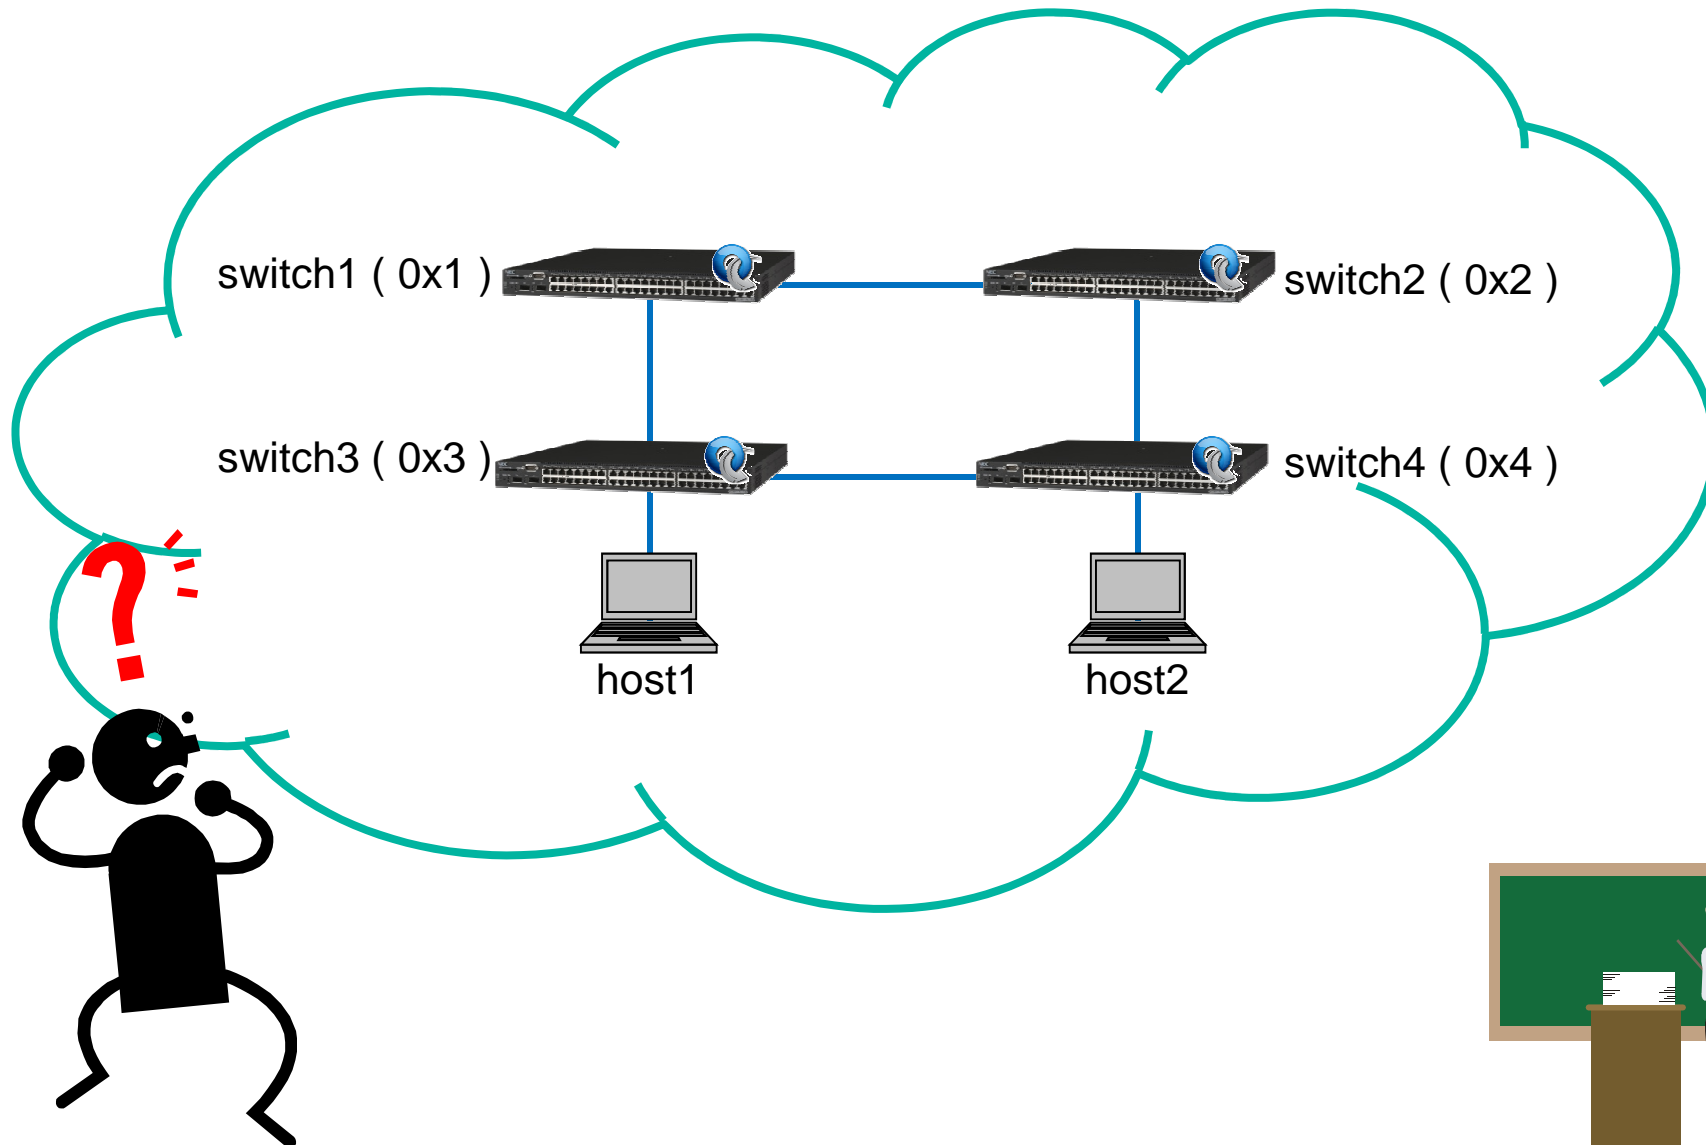 switch1 ( 0x1 )
switch2 ( 0x2 )
switch3 ( 0x3 )
switch4 ( 0x4 )
host1
host2
?